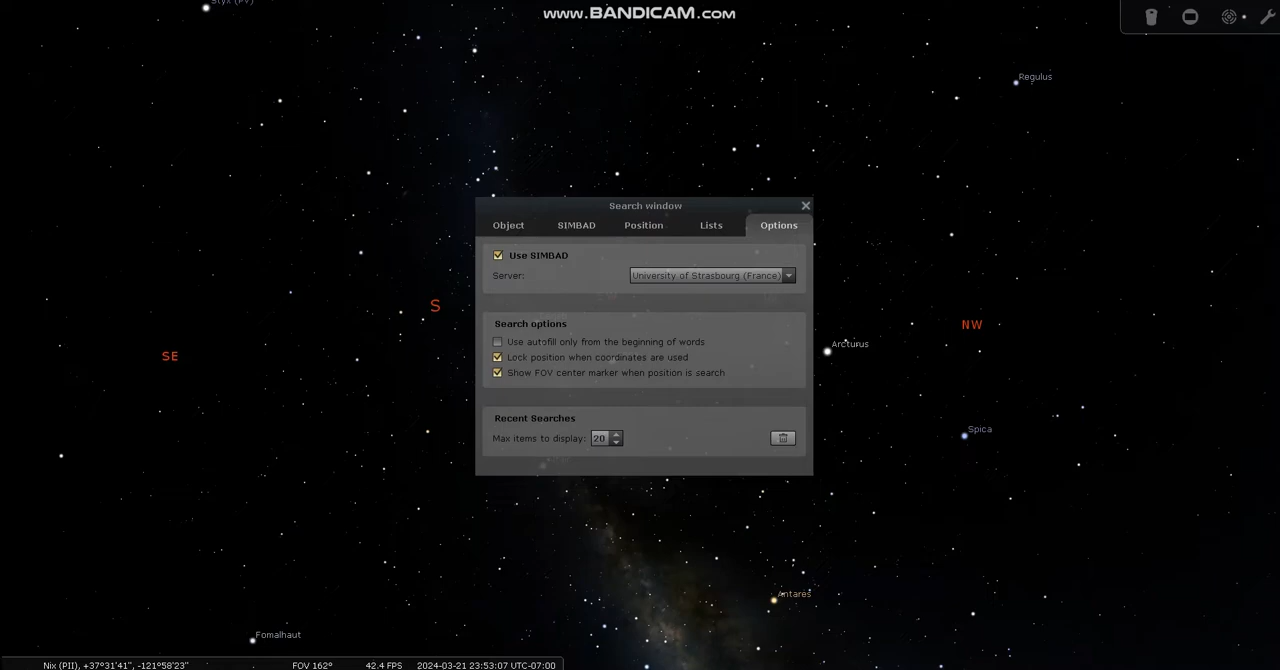 Styx (PV)
www.BANDICAM.com
Regulus
Search window
Object SIMBAD Position Lists Options
Use SIMBAD
Server: University of Strasbourg (France)
S
Search options
NW
Use autofill only from the beginning of words
Arcturus
SE
Lock position when coordinates are used
Show FOV center marker when position is search
Recent Searches
Spica
Max items to display: 20
Antares
Fomalhaut
Nix (PII), +37°31'41", -121°58'23" FOV 162° 42.4 FPS 2024-03-21 23:53:07 UTC-07:00